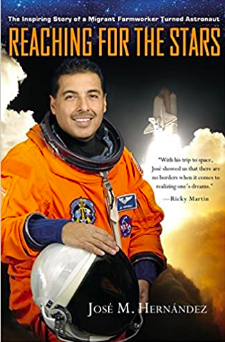 The Inspiring Story of a Migrant Farmworker Turned Astronaut
REACHING FOR THE STARS
"With his trip to space,
José showed us that there are
no borders when it comes to
realizing one's dreams."
—Ricky Martin
José M. Hernández